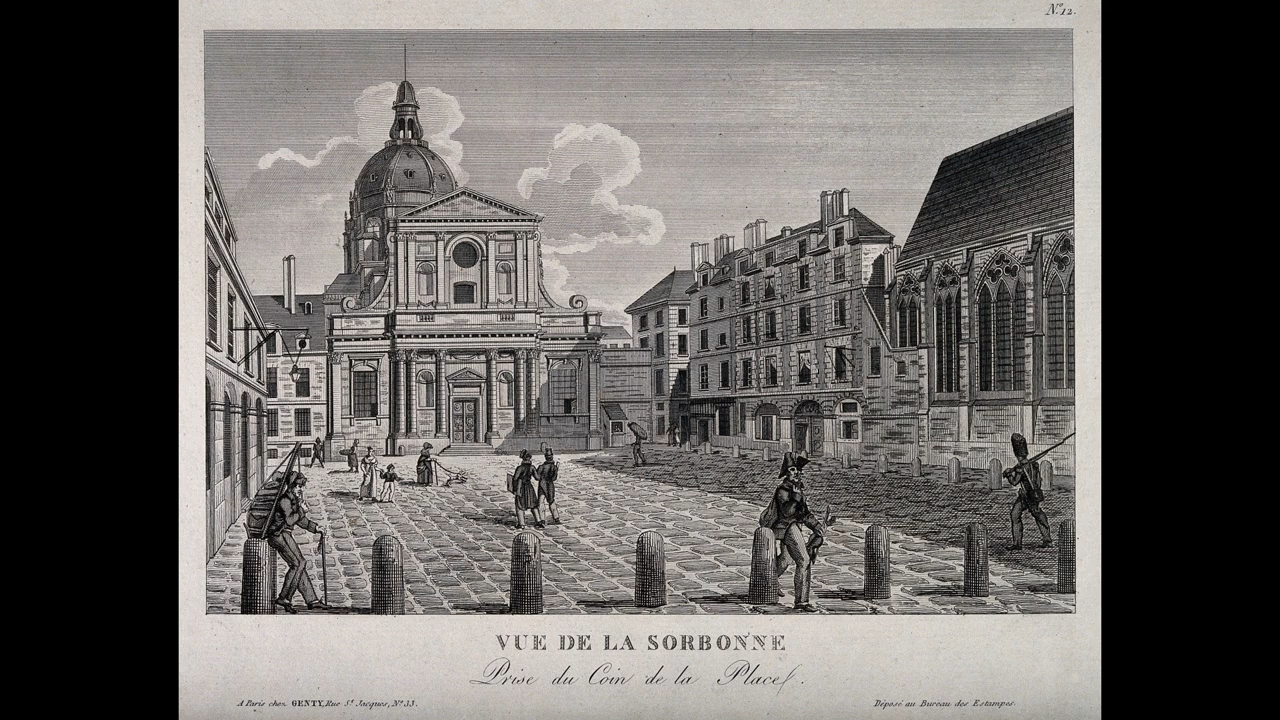 N.º 12.
VUE DE LA SORBONNE
Prise du Coin de la Place.
A Paris chez GENTY, Rue S.t Jacques, N.º 33.
Déposé au Bureau des Estampes.